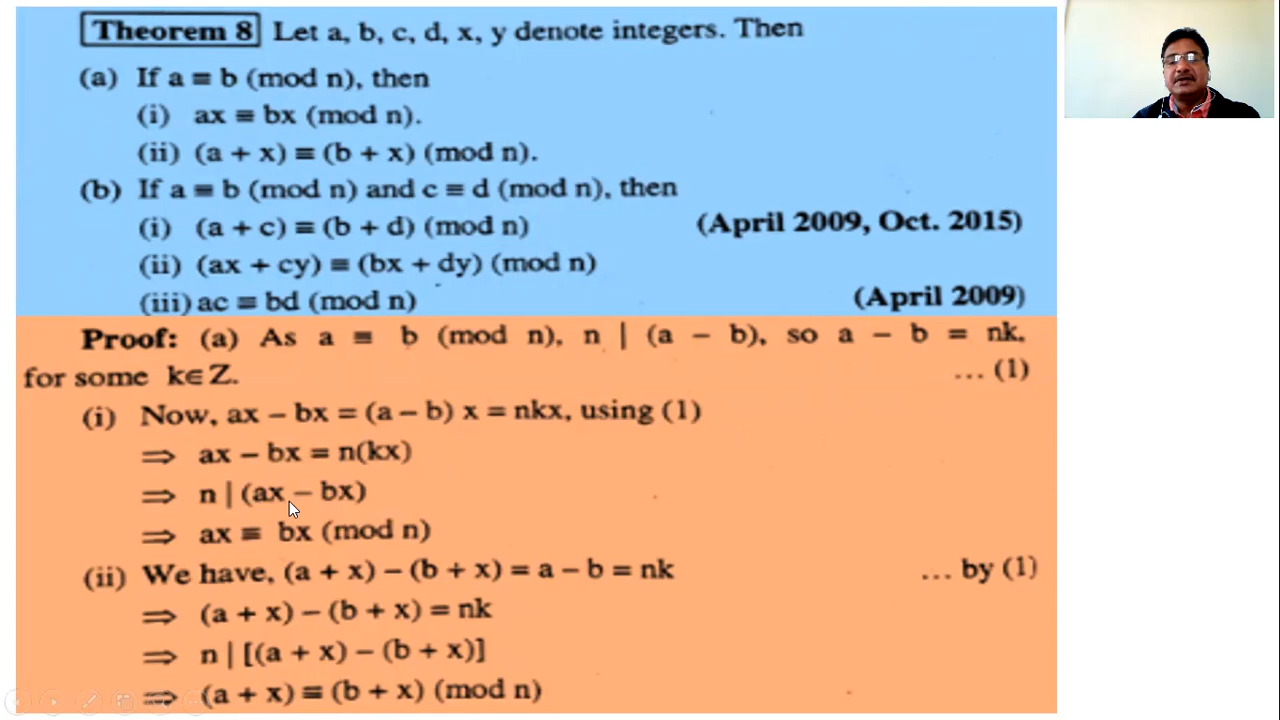 Theorem 8 Let a, b, c, d, x, y denote integers. Then
(a) If a ≡ b (mod n), then
(i) ax ≡ bx (mod n).
(ii) (a + x) ≡ (b + x) (mod n).
(b) If a ≡ b (mod n) and c ≡ d (mod n), then
(i) (a + c) ≡ (b + d) (mod n) (April 2009, Oct. 2015)
(ii) (ax + cy) ≡ (bx + dy) (mod n)
(iii) ac ≡ bd (mod n) (April 2009)
Proof: (a) As a ≡ b (mod n), n | (a − b), so a − b = nk,
for some k∈Z. ... (1)
(i) Now, ax − bx = (a − b) x = nkx, using (1)
⇒ ax − bx = n(kx)
⇒ n | (ax − bx)
⇒ ax ≡ bx (mod n)
(ii) We have, (a + x) − (b + x) = a − b = nk ... by (1)
⇒ (a + x) − (b + x) = nk
⇒ n | [(a + x) − (b + x)]
⇒ (a + x) ≡ (b + x) (mod n)